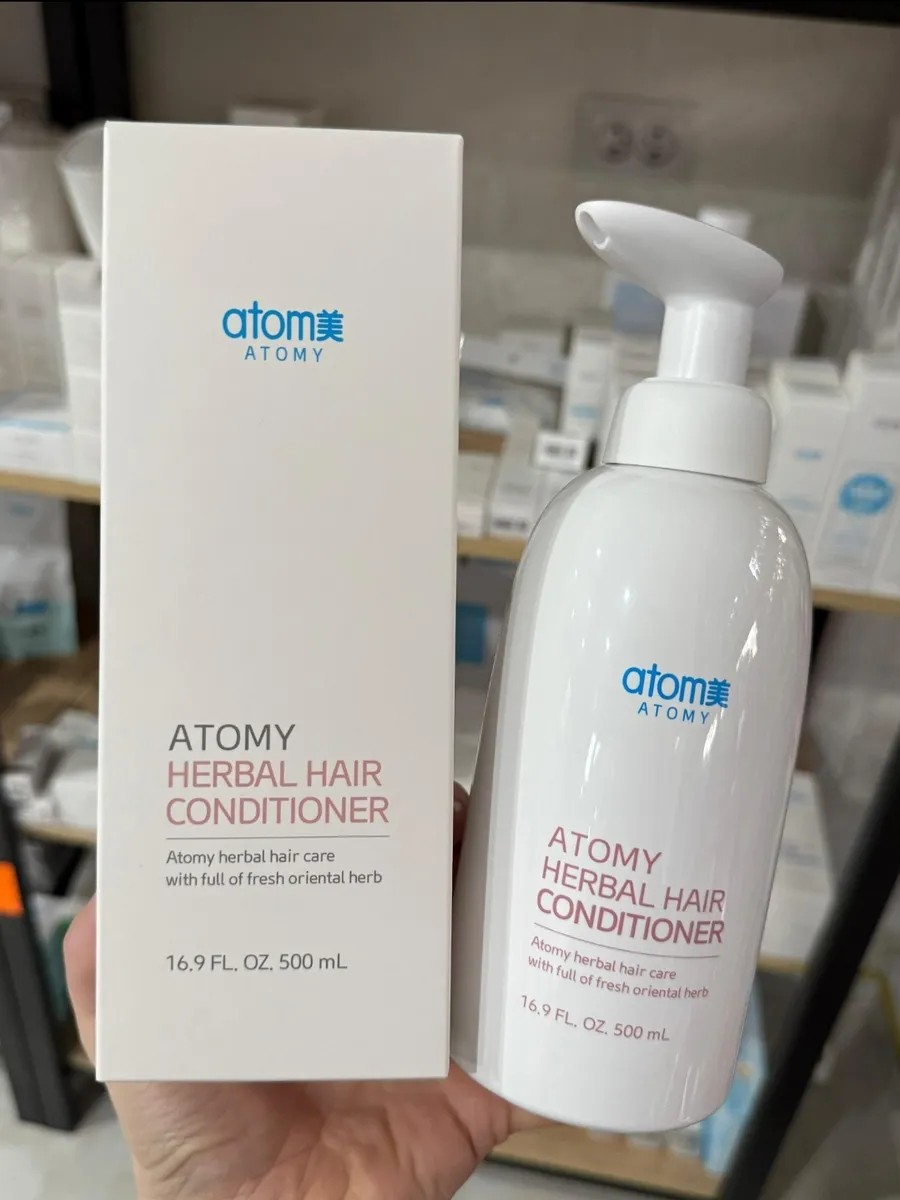 atom美
ATOMY
ATOMY
HERBAL HAIR
CONDITIONER
Atomy herbal hair care
with full of fresh oriental herb
16.9 FL. OZ. 500 mL
atom美
ATOMY
ATOMY
HERBAL HAIR
CONDITIONER
Atomy herbal hair care
with full of fresh oriental herb
16.9 FL. OZ. 500 mL